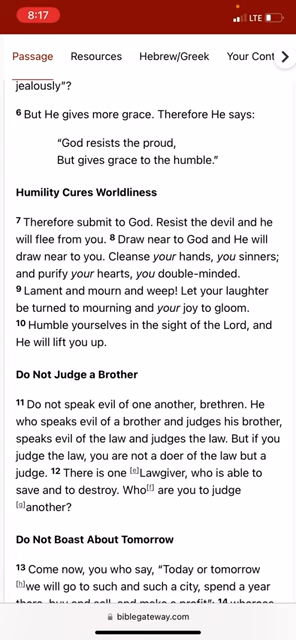 8:17
LTE
Passage Resources Hebrew/Greek Your Cont
jealously”?
6 But He gives more grace. Therefore He says:
“God resists the proud,
But gives grace to the humble.”
Humility Cures Worldliness
7 Therefore submit to God. Resist the devil and he
will flee from you. 8 Draw near to God and He will
draw near to you. Cleanse your hands, you sinners;
and purify your hearts, you double-minded.
9 Lament and mourn and weep! Let your laughter
be turned to mourning and your joy to gloom.
10 Humble yourselves in the sight of the Lord, and
He will lift you up.
Do Not Judge a Brother
11 Do not speak evil of one another, brethren. He
who speaks evil of a brother and judges his brother,
speaks evil of the law and judges the law. But if you
judge the law, you are not a doer of the law but a
judge. 12 There is one [e]Lawgiver, who is able to
save and to destroy. Who[f] are you to judge
[g]another?
Do Not Boast About Tomorrow
13 Come now, you who say, “Today or tomorrow
[h]we will go to such and such a city, spend a year
there, buy and sell, and make a profit”; 14 whereas
biblegateway.com